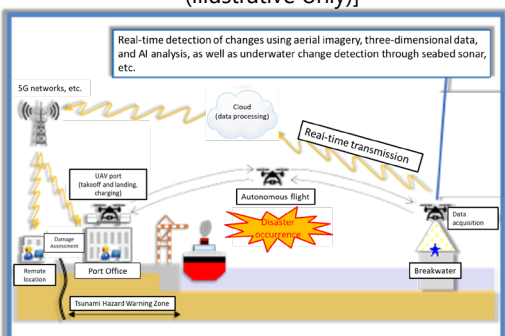 (Illustrative only)]
Real-time detection of changes using aerial imagery, three-dimensional data,
and AI analysis, as well as underwater change detection through seabed sonar,
etc.
5G networks, etc.
Cloud
(data processing)
Real-time transmission
UAV port
(takeoff and landing,
charging)
Autonomous flight
Disaster
occurrence
Data
acquisition
Damage
Assessment
Remote
location
Port Office
Breakwater
Tsunami Hazard Warning Zone